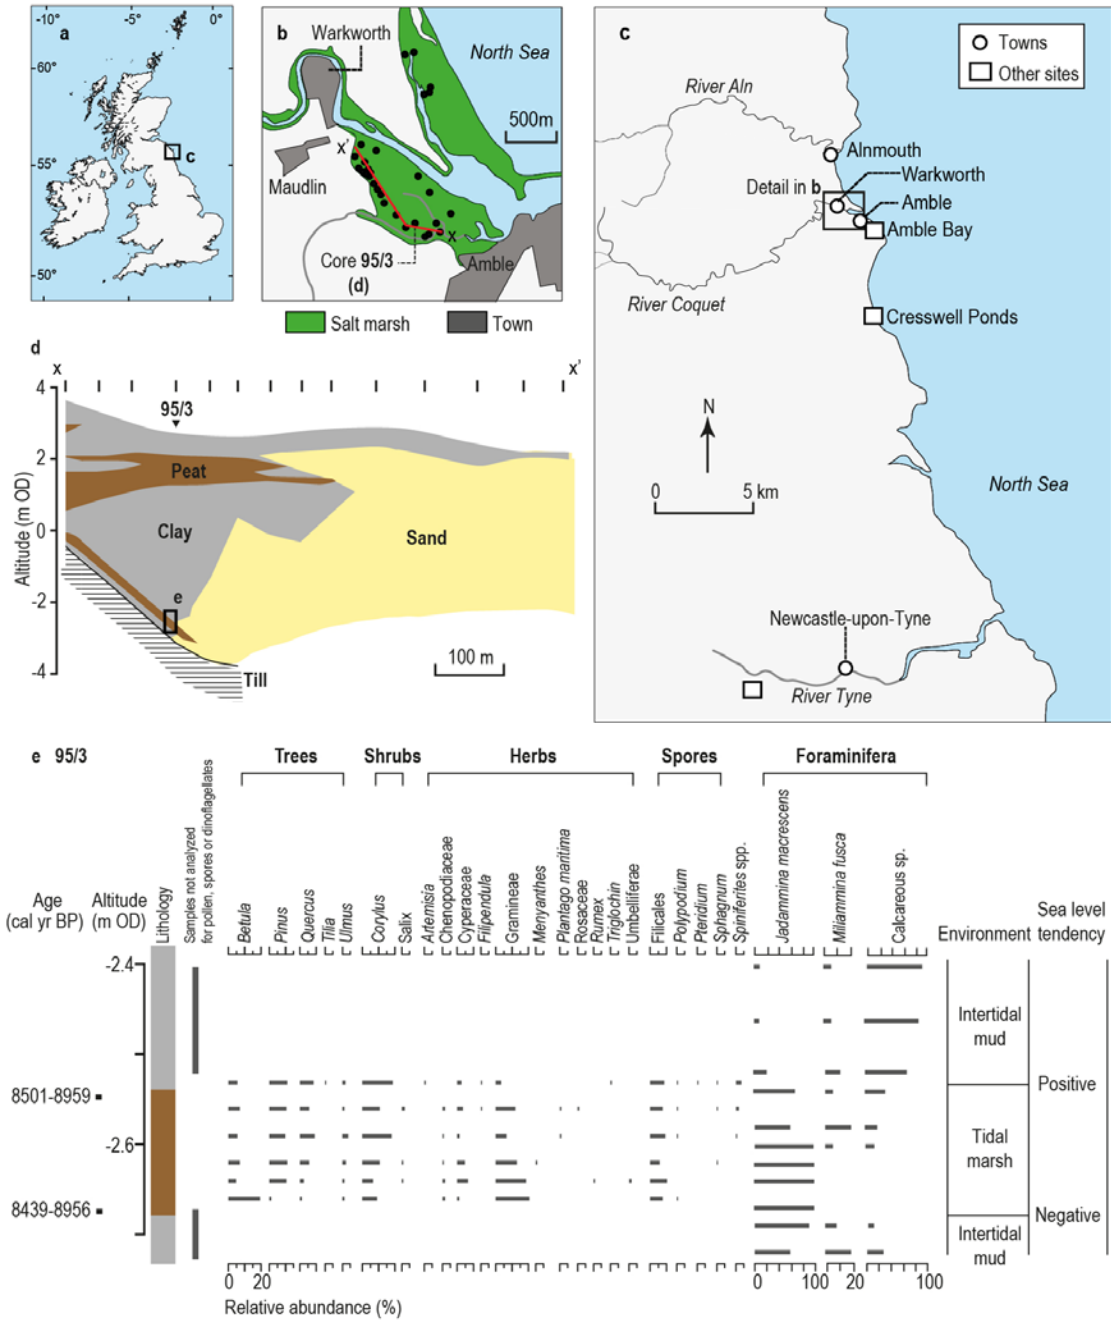 -10° -5° 0°
a
60°
55°
50°
c
b
Warkworth
North Sea
500m
x'
Maudlin
x
Core 95/3
(d)
Amble
Salt marsh
Town
c
Towns
Other sites
River Aln
Alnmouth
Detail in b
Warkworth
Amble
Amble Bay
River Coquet
Cresswell Ponds
N
0 5 km
North Sea
Newcastle-upon-Tyne
River Tyne
d
x x'
95/3
4
2
0
-2
-4
Altitude (m OD)
Peat
Clay
Sand
e
100 m
Till
e 95/3
Trees Shrubs Herbs Spores Foraminifera
Age
(cal yr BP)
Altitude
(m OD)
Lithology
Samples not analyzed
for pollen, spores or dinoflagellates
Betula
Pinus
Quercus
Tilia
Ulmus
Corylus
Salix
Artemisia
Chenopodiaceae
Cyperaceae
Filipendula
Gramineae
Menyanthes
Plantago maritima
Rosaceae
Rumex
Triglochin
Umbelliferae
Filicales
Polypodium
Pteridium
Sphagnum
Spiniferites spp.
Jadammina macrescens
Miliammina fusca
Calcareous sp.
Environment
Sea level
tendency
-2.4
Intertidal
mud
8501-8959
Positive
-2.6
Tidal
marsh
8439-8956
Negative
Intertidal
mud
0 20
0 100
20
0 100
Relative abundance (%)